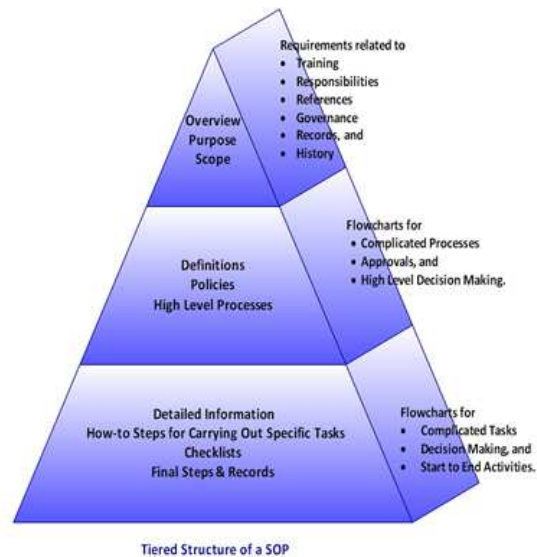 Requirements related to
• Training
• Responsibilities
• References
• Governance
• Records, and
• History
Overview
Purpose
Scope
Flowcharts for
• Complicated Processes
• Approvals, and
• High Level Decision Making.
Definitions
Policies
High Level Processes
Detailed Information
How-to Steps for Carrying Out Specific Tasks
Checklists
Final Steps & Records
Flowcharts for
• Complicated Tasks
• Decision Making, and
• Start to End Activities.
Tiered Structure of a SOP